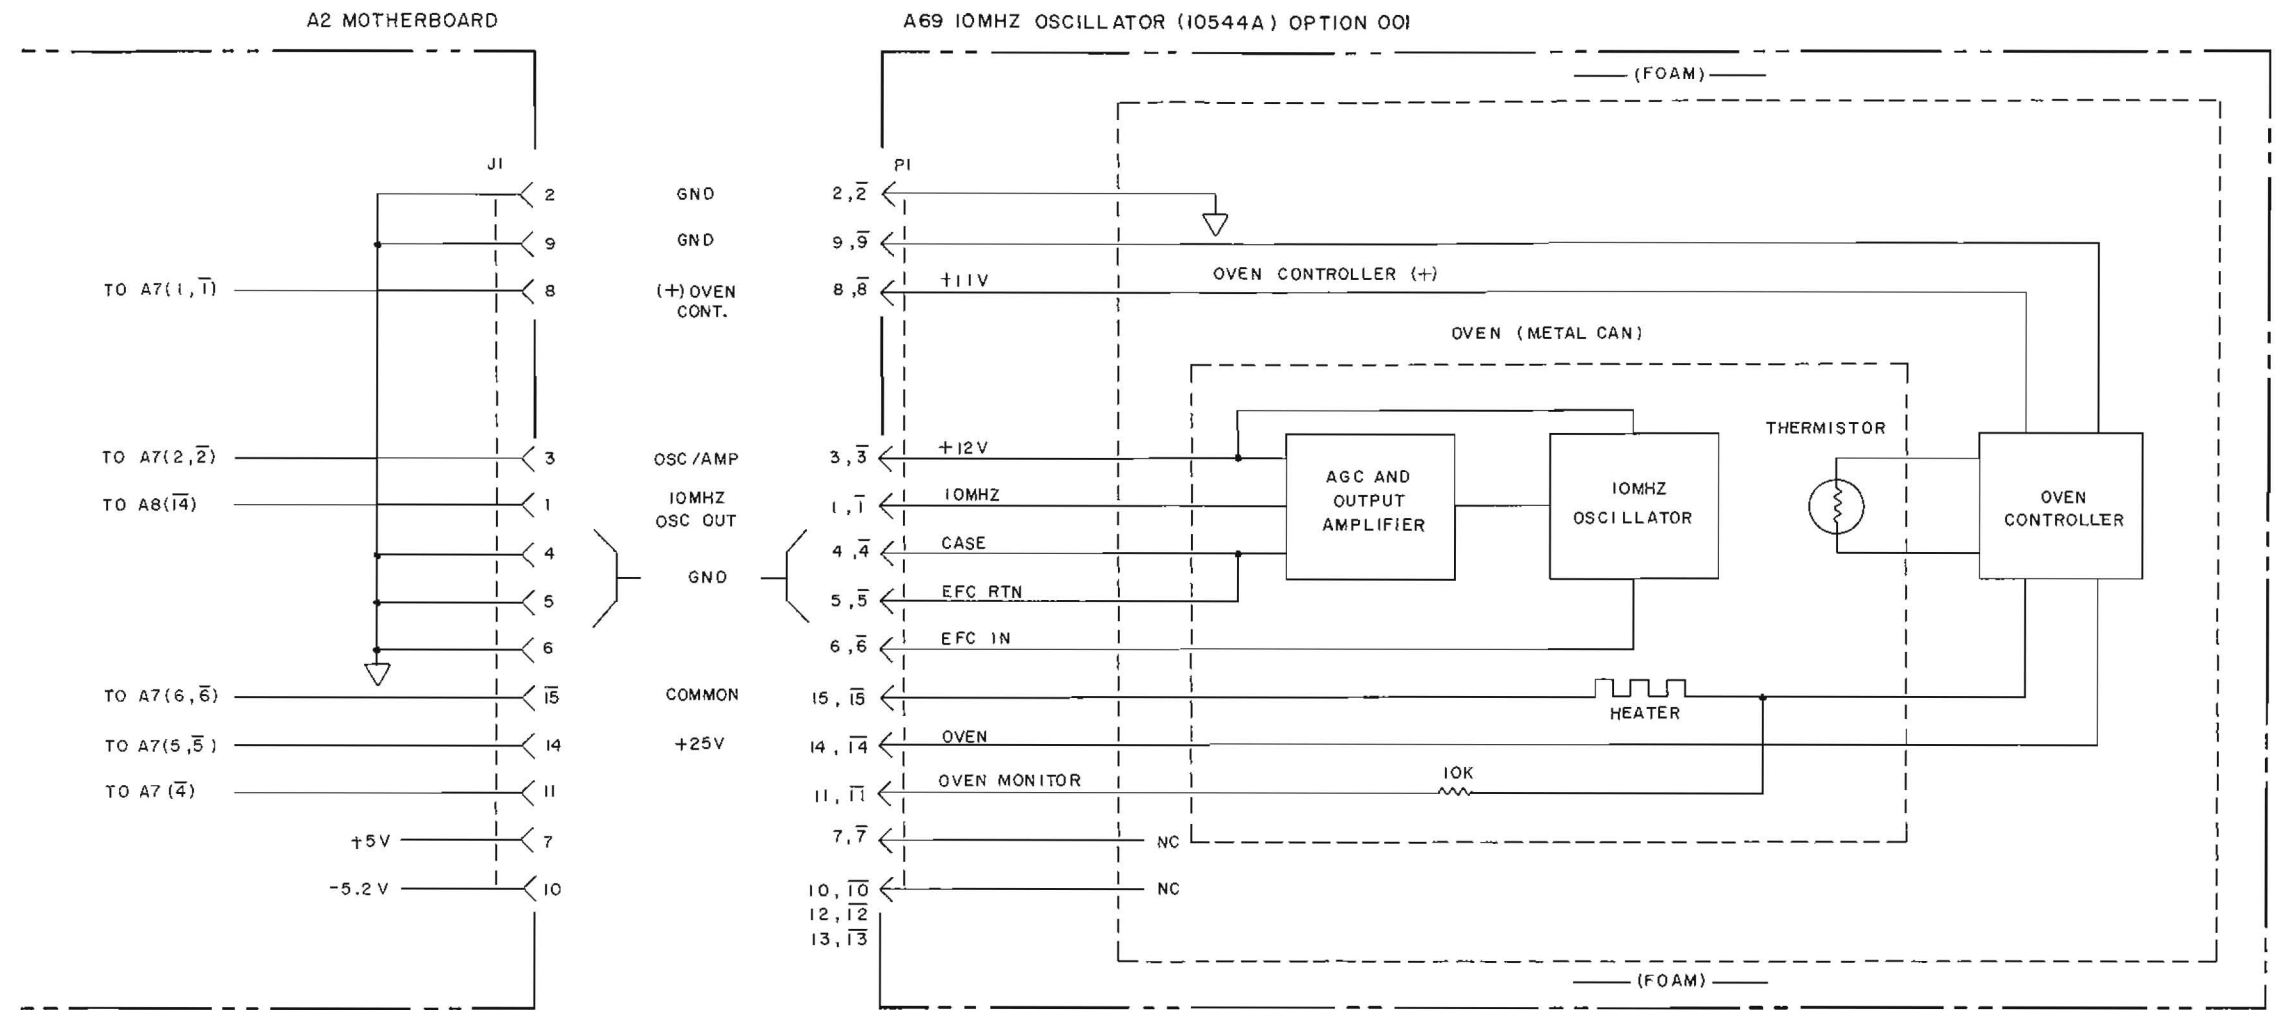 A2 MOTHERBOARD
A69 10MHZ OSCILLATOR (10544A) OPTION 001
(FOAM)
J1
P1
2 GND 2,2̅
9 GND 9,9̅
TO A7(1,1̅) 8 (+) OVEN CONT. 8,8̅ +11V OVEN CONTROLLER (+)
OVEN (METAL CAN)
THERMISTOR
TO A7(2,2̅) 3 OSC/AMP 3,3̅ +12V
TO A8(1̅4̅) 1 10MHZ OSC OUT 1,1̅ 10MHZ
AGC AND
OUTPUT
AMPLIFIER
10MHZ
OSCILLATOR
OVEN
CONTROLLER
4 4,4̅ CASE
GND
5 5,5̅ EFC RTN
6 6,6̅ EFC IN
TO A7(6,6̅) 1̅5̅ COMMON 15,1̅5̅
HEATER
TO A7(5,5̅) 14 +25V 14,1̅4̅ OVEN
TO A7(4̅) 11 11,1̅1̅ OVEN MONITOR 10K
+5V 7 7,7̅ NC
-5.2V 10 10,1̅0̅ NC
12,1̅2̅
13,1̅3̅
(FOAM)